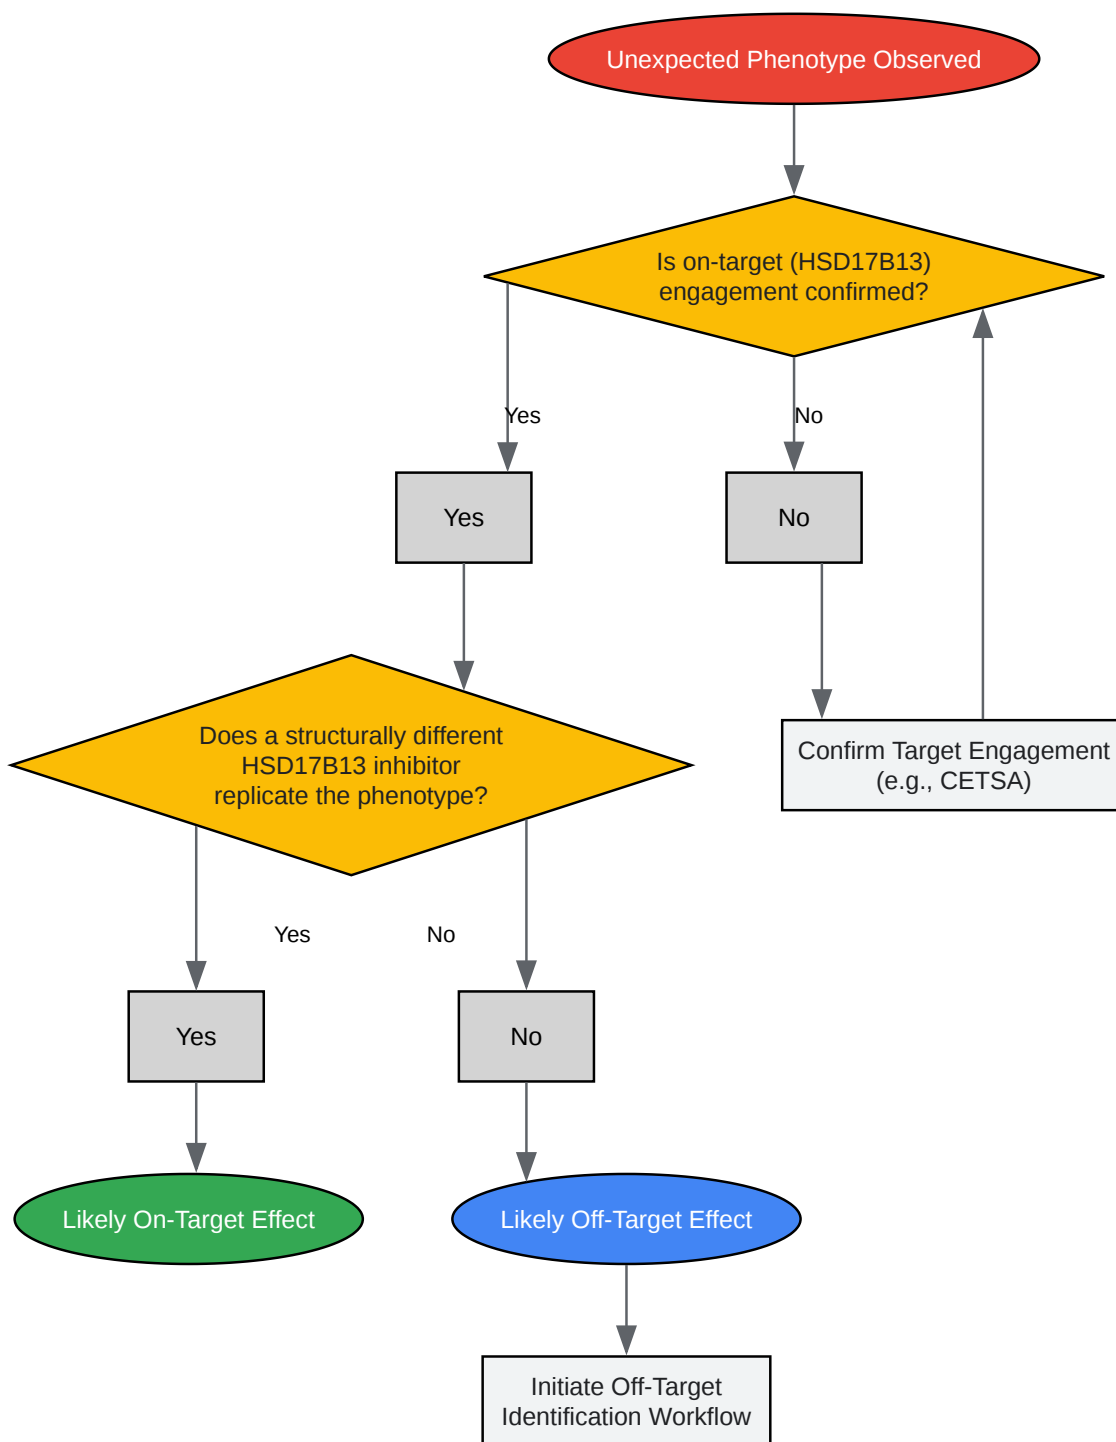 Unexpected Phenotype Observed
Is on-target (HSD17B13)
engagement confirmed?
Yes
No
Yes
No
Does a structurally different
HSD17B13 inhibitor
replicate the phenotype?
Confirm Target Engagement
(e.g., CETSA)
Yes
No
Yes
No
Likely On-Target Effect
Likely Off-Target Effect
Initiate Off-Target
Identification Workflow